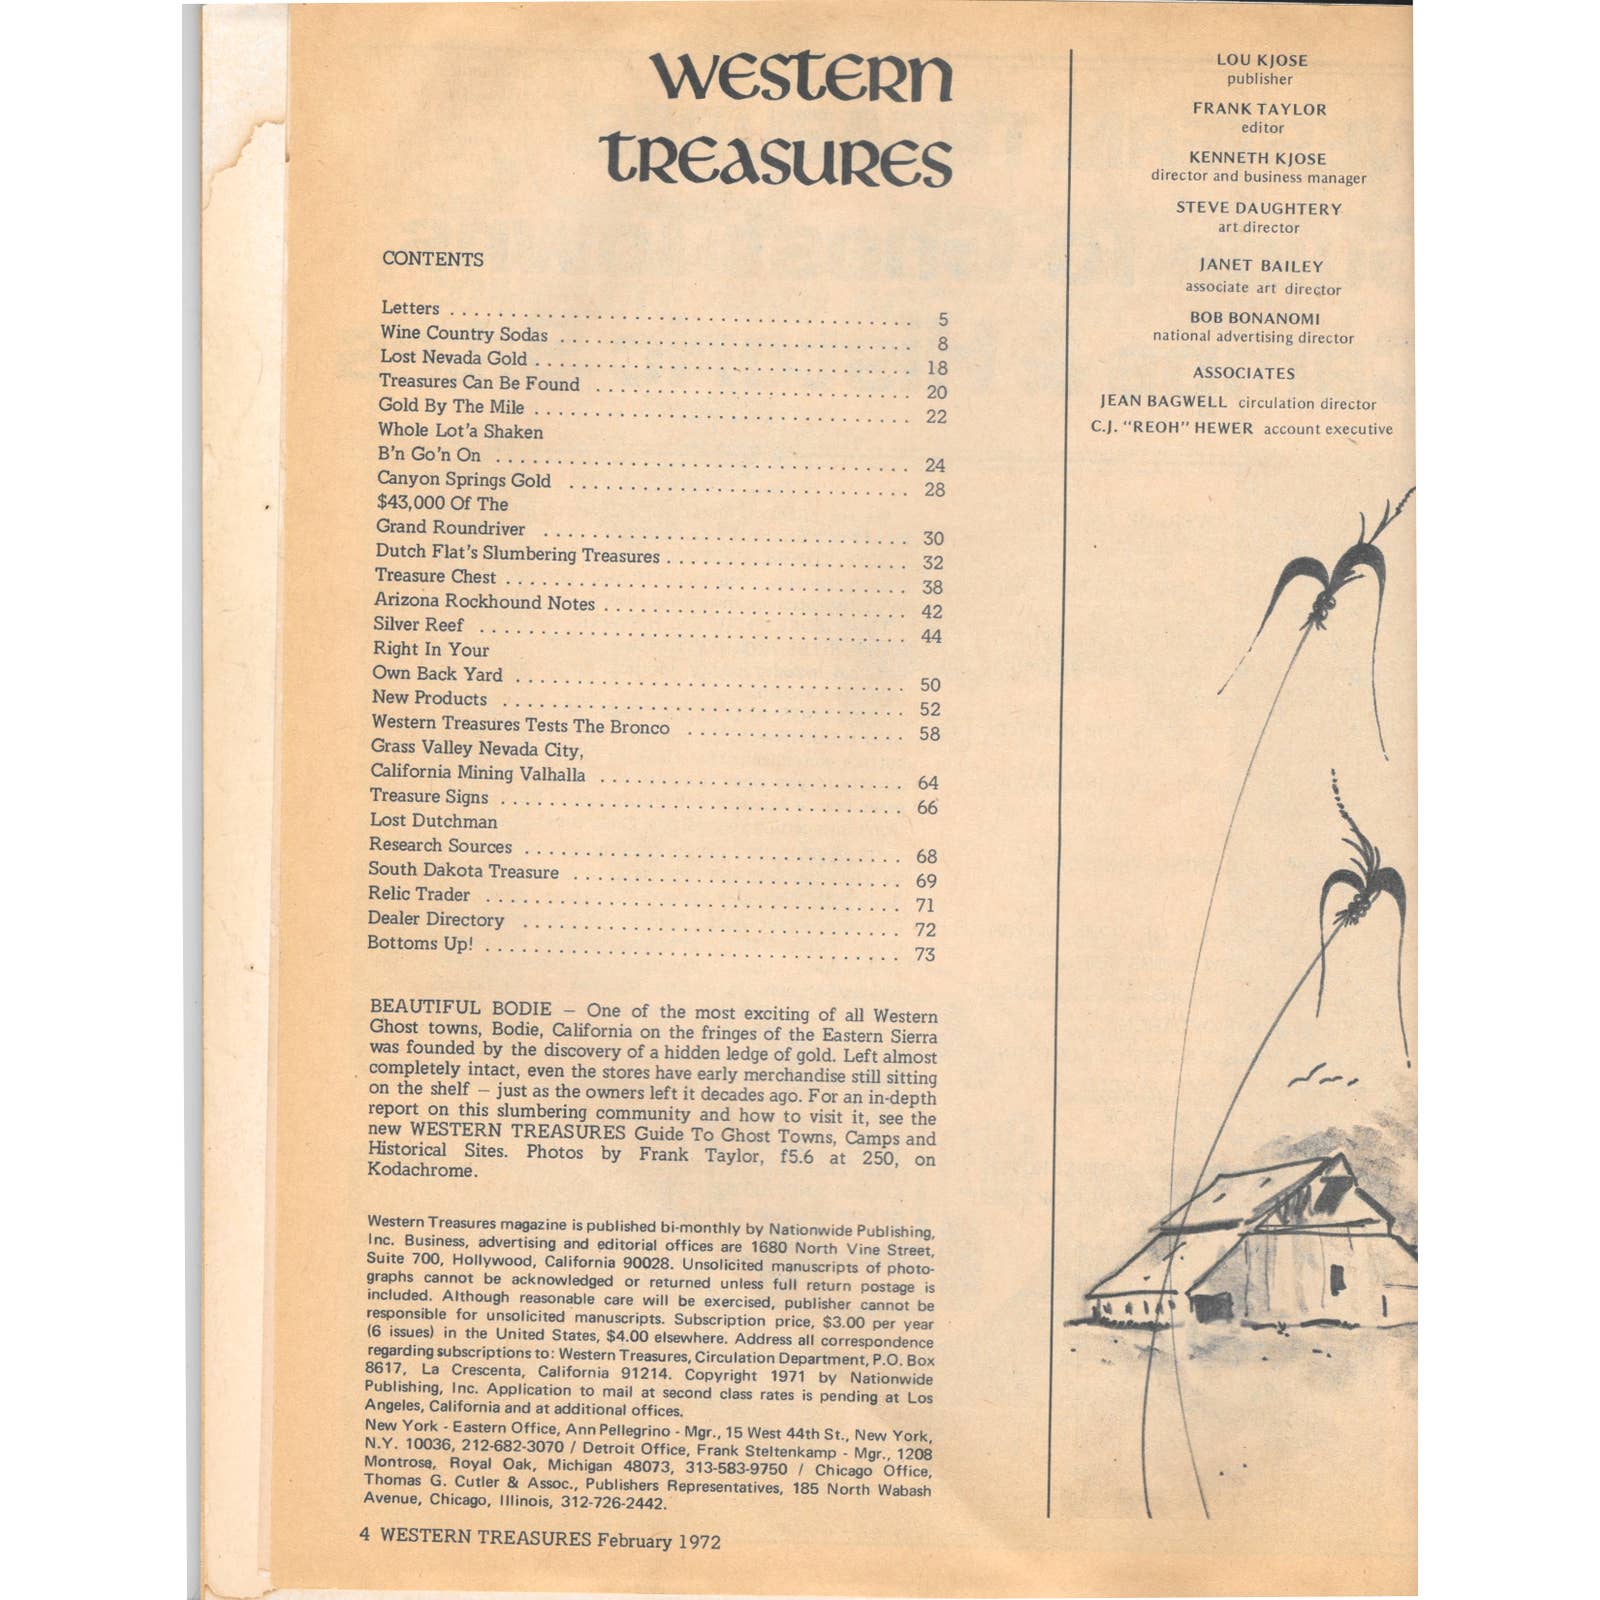 WESTERN
TREASURES
CONTENTS
Letters . . . . . . . . . . . . . . . . . . . . 5
Wine Country Sodas . . . . . . . . . . . . . . . . . . . . 8
Lost Nevada Gold . . . . . . . . . . . . . . . . . . . . 18
Treasures Can Be Found . . . . . . . . . . . . . . . . . . . . 20
Gold By The Mile . . . . . . . . . . . . . . . . . . . . 22
Whole Lot'a Shaken
B'n Go'n On . . . . . . . . . . . . . . . . . . . . 24
Canyon Springs Gold . . . . . . . . . . . . . . . . . . . . 28
$43,000 Of The
Grand Roundriver . . . . . . . . . . . . . . . . . . . . 30
Dutch Flat's Slumbering Treasures . . . . . . . . . . . . . . . . . . . . 32
Treasure Chest . . . . . . . . . . . . . . . . . . . . 38
Arizona Rockhound Notes . . . . . . . . . . . . . . . . . . . . 42
Silver Reef . . . . . . . . . . . . . . . . . . . . 44
Right In Your
Own Back Yard . . . . . . . . . . . . . . . . . . . . 50
New Products . . . . . . . . . . . . . . . . . . . . 52
Western Treasures Tests The Bronco . . . . . . . . . . . . . . . . . . . . 58
Grass Valley Nevada City,
California Mining Valhalla . . . . . . . . . . . . . . . . . . . . 64
Treasure Signs . . . . . . . . . . . . . . . . . . . . 66
Lost Dutchman
Research Sources . . . . . . . . . . . . . . . . . . . . 68
South Dakota Treasure . . . . . . . . . . . . . . . . . . . . 69
Relic Trader . . . . . . . . . . . . . . . . . . . . 71
Dealer Directory . . . . . . . . . . . . . . . . . . . . 72
Bottoms Up! . . . . . . . . . . . . . . . . . . . . 73
BEAUTIFUL BODIE — One of the most exciting of all Western
Ghost towns, Bodie, California on the fringes of the Eastern Sierra
was founded by the discovery of a hidden ledge of gold. Left almost
completely intact, even the stores have early merchandise still sitting
on the shelf — just as the owners left it decades ago. For an in-depth
report on this slumbering community and how to visit it, see the
new WESTERN TREASURES Guide To Ghost Towns, Camps and
Historical Sites. Photos by Frank Taylor, f5.6 at 250, on
Kodachrome.
Western Treasures magazine is published bi-monthly by Nationwide Publishing,
Inc. Business, advertising and editorial offices are 1680 North Vine Street,
Suite 700, Hollywood, California 90028. Unsolicited manuscripts of photo-
graphs cannot be acknowledged or returned unless full return postage is
included. Although reasonable care will be exercised, publisher cannot be
responsible for unsolicited manuscripts. Subscription price, $3.00 per year
(6 issues) in the United States, $4.00 elsewhere. Address all correspondence
regarding subscriptions to: Western Treasures, Circulation Department, P.O. Box
8617, La Crescenta, California 91214. Copyright 1971 by Nationwide
Publishing, Inc. Application to mail at second class rates is pending at Los
Angeles, California and at additional offices.
New York - Eastern Office, Ann Pellegrino - Mgr., 15 West 44th St., New York,
N.Y. 10036, 212-682-3070 / Detroit Office, Frank Steltenkamp - Mgr., 1208
Montrose, Royal Oak, Michigan 48073, 313-583-9750 / Chicago Office,
Thomas G. Cutler & Assoc., Publishers Representatives, 185 North Wabash
Avenue, Chicago, Illinois, 312-726-2442.
4 WESTERN TREASURES February 1972
LOU KJOSE
publisher
FRANK TAYLOR
editor
KENNETH KJOSE
director and business manager
STEVE DAUGHTERY
art director
JANET BAILEY
associate art director
BOB BONANOMI
national advertising director
ASSOCIATES
JEAN BAGWELL circulation director
C.J. "REOH" HEWER account executive